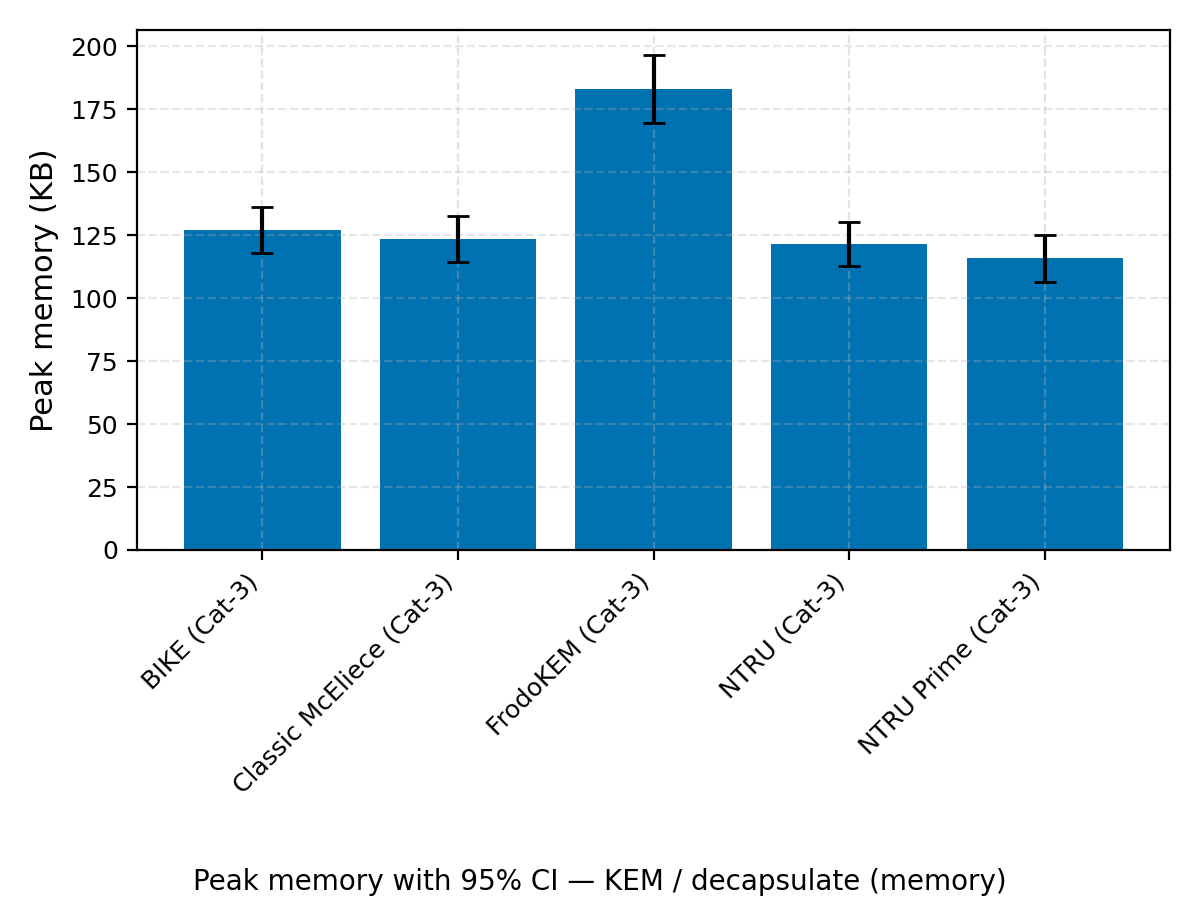 Peak memory (KB)
200
175
150
125
100
75
50
25
0
BIKE (Cat-3)
Classic McEliece (Cat-3)
FrodoKEM (Cat-3)
NTRU (Cat-3)
NTRU Prime (Cat-3)
Peak memory with 95% CI — KEM / decapsulate (memory)